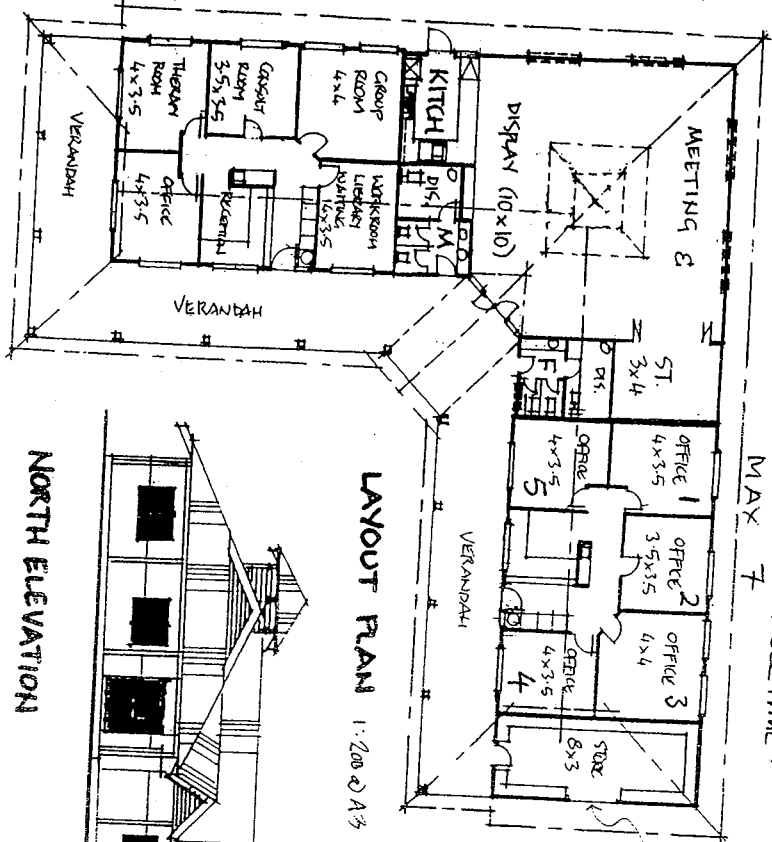 MAX 7
MEETING &
DISPLAY (10x10)
KITCH
GROUP
ROOM
4x4
CONSULT
ROOM
3.5x3.5
THERAPY
ROOM
4x3.5
OFFICE
4x3.5
RECEPTION
WORKROOM
LIBRARY
WAITING
14x3.5
DIS
M
VERANDAH
VERANDAH
ST.
3x4
DIS.
F
OFFICE 1
4x3.5
OFFICE 2
3.5x3.5
OFFICE 3
4x4
OFFICE
4x3.5
5
OFFICE
4x3.5
4
STORE
8x3
VERANDAH
LAYOUT PLAN 1:200 @ A3
NORTH ELEVATION